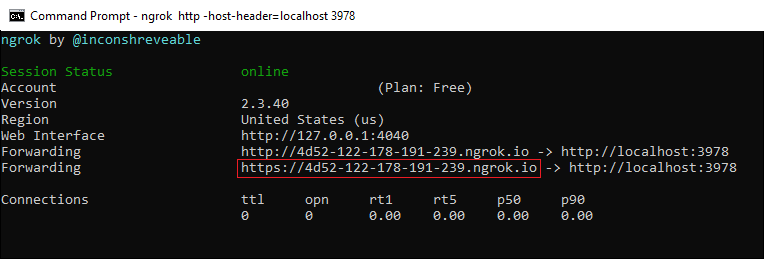 Command Prompt - ngrok  http -host-header=localhost 3978
ngrok by @inconshreveable
Session Status                online
Account                                        (Plan: Free)
Version                       2.3.40
Region                        United States (us)
Web Interface                 http://127.0.0.1:4040
Forwarding                    http://4d52-122-178-191-239.ngrok.io -> http://localhost:3978
Forwarding                    https://4d52-122-178-191-239.ngrok.io -> http://localhost:3978
Connections                   ttl     opn     rt1     rt5     p50     p90
                              0       0       0.00    0.00    0.00    0.00